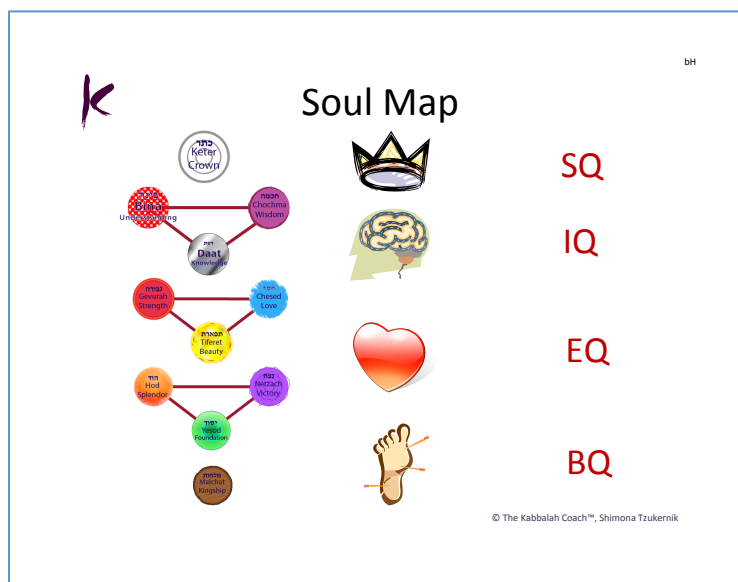 bH
K
Soul Map
כתר
Keter
Crown
SQ
בינה
Bina
Understanding
חכמה
Chochma
Wisdom
דעת
Daat
Knowledge
IQ
גבורה
Gevurah
Strength
חסד
Chesed
Love
תפארת
Tiferet
Beauty
EQ
הוד
Hod
Splendor
נצח
Netzach
Victory
יסוד
Yesod
Foundation
BQ
מלכות
Malchut
Kingship
© The Kabbalah Coach™, Shimona Tzukernik